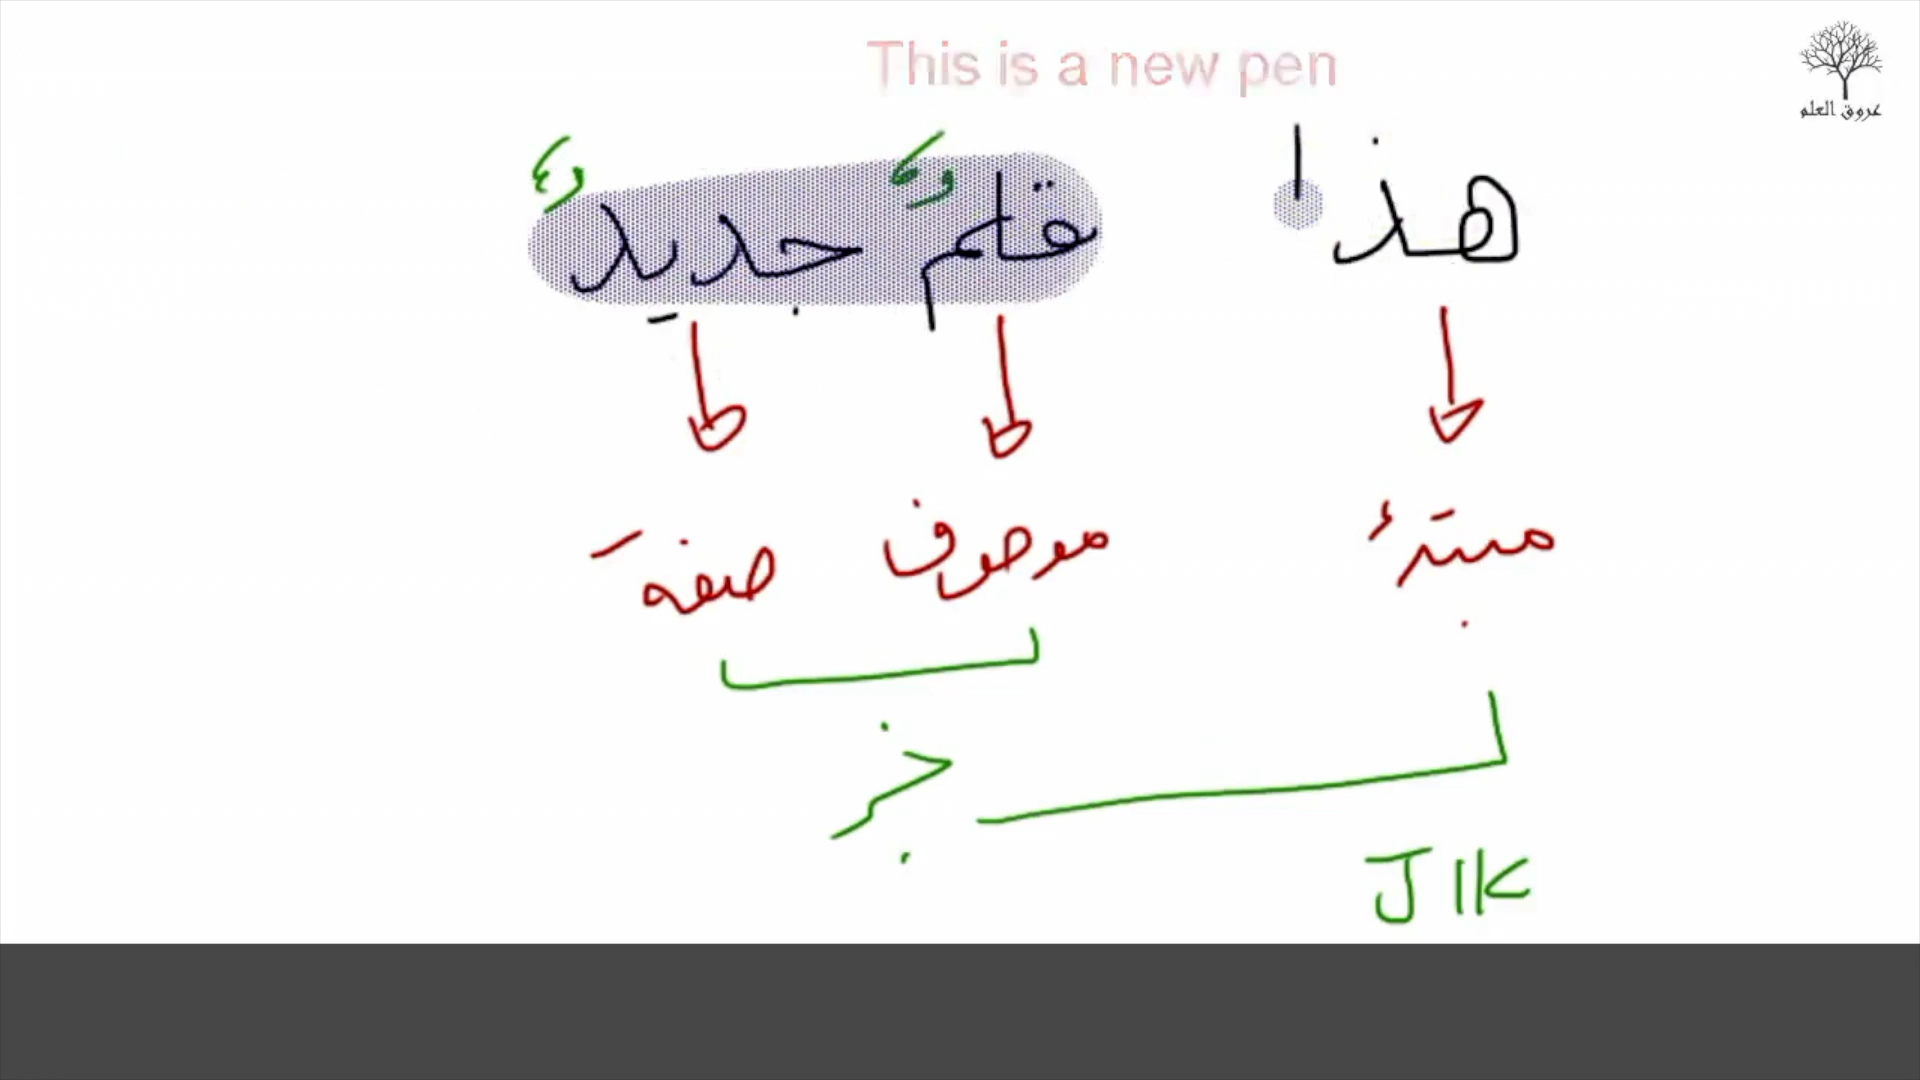 This is a new pen
عروق العلم
هذا قلمٌ جديدٌ
مبتدأ موصوف صفة
خبر
JIK